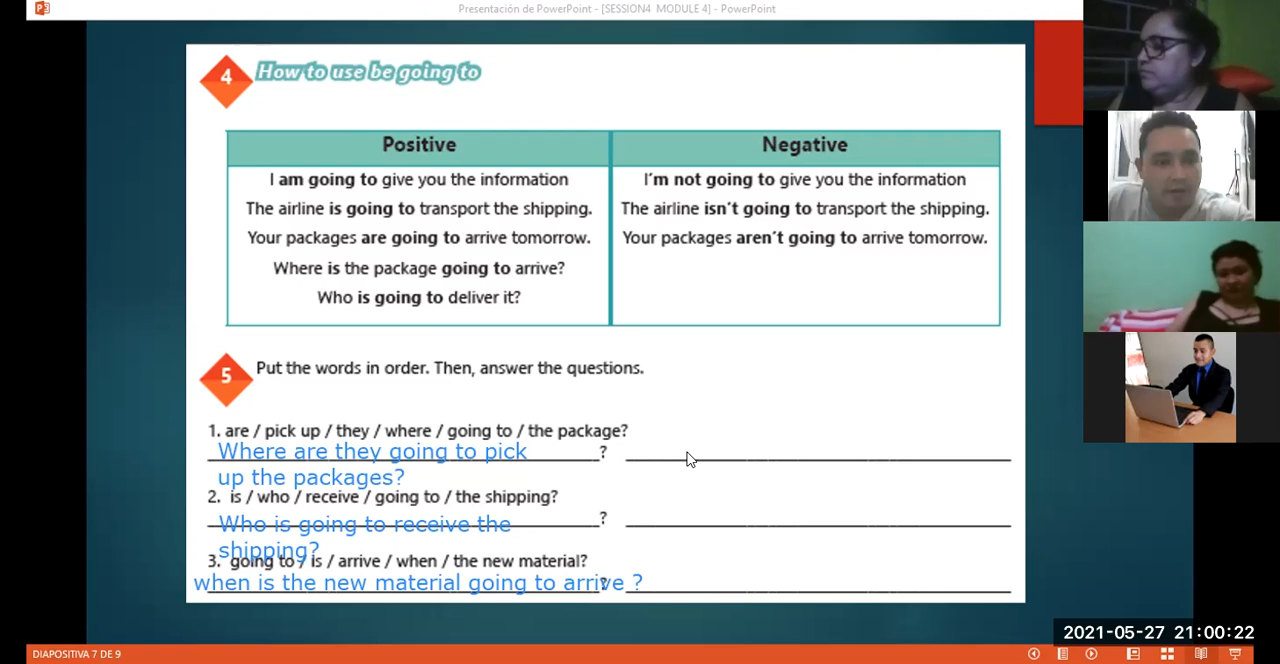 Presentación de PowerPoint - [SESSION4 MODULE 4] - PowerPoint
4
How to use be going to
Positive
Negative
I am going to give you the information
I'm not going to give you the information
The airline is going to transport the shipping.
The airline isn't going to transport the shipping.
Your packages are going to arrive tomorrow.
Your packages aren't going to arrive tomorrow.
Where is the package going to arrive?
Who is going to deliver it?
5
Put the words in order. Then, answer the questions.
1. are / pick up / they / where / going to / the package?
Where are they going to pick
?
up the packages?
2. is / who / receive / going to / the shipping?
Who is going to receive the
?
shipping?
3. going to / is / arrive / when / the new material?
when is the new material going to arrive ?
?
2021-05-27 21:00:22
DIAPOSITIVA 7 DE 9